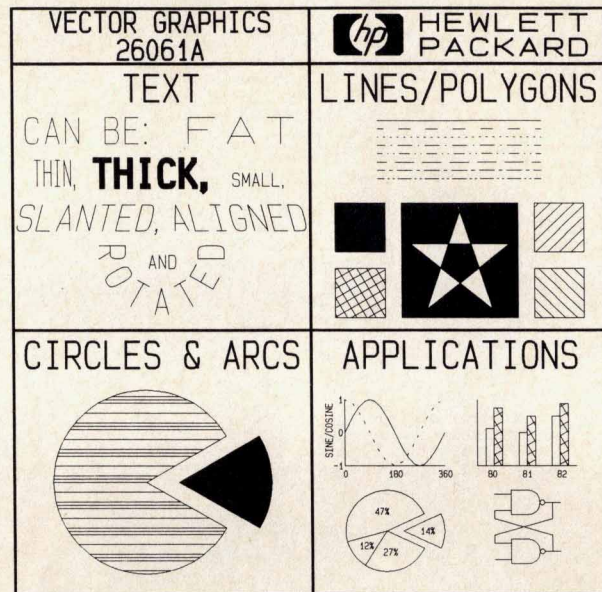 VECTOR GRAPHICS
26061A
hp HEWLETT
PACKARD
TEXT
CAN BE: FAT
THIN, THICK, SMALL,
SLANTED, ALIGNED
AND
ROTATED
LINES/POLYGONS
CIRCLES & ARCS
APPLICATIONS
SINE/COSINE
1
0
-1
0 180 360
80 81 82
47%
14%
12%
27%